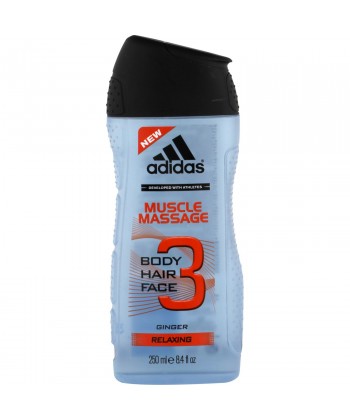 NEW
adidas
DEVELOPED WITH ATHLETES
MUSCLE
MASSAGE
BODY
HAIR
FACE
3
GINGER
RELAXING
250 ml e 8.4 fl oz